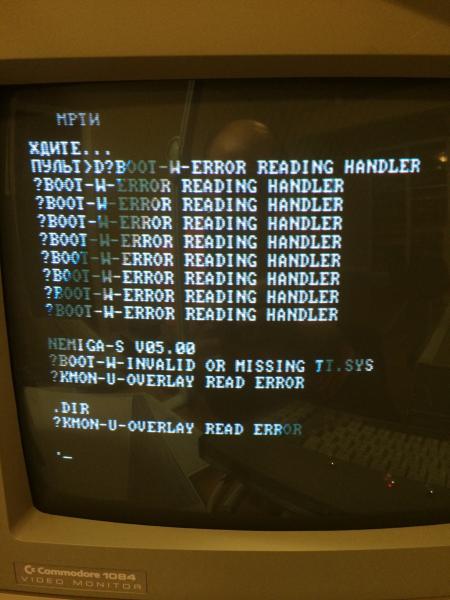 МРТИ
ЖДИТЕ...
ПУЛЬТ>D?BOOT-W-ERROR READING HANDLER
?BOOT-W-ERROR READING HANDLER
?BOOT-W-ERROR READING HANDLER
?BOOT-W-ERROR READING HANDLER
?BOOT-W-ERROR READING HANDLER
?BOOT-W-ERROR READING HANDLER
?BOOT-W-ERROR READING HANDLER
?BOOT-W-ERROR READING HANDLER
?BOOT-W-ERROR READING HANDLER
NEMIGA-S V05.00
?BOOT-W-INVALID OR MISSING TT.SYS
?KMON-U-OVERLAY READ ERROR
.DIR
?KMON-U-OVERLAY READ ERROR
._
Commodore 1084
VIDEO MONITOR